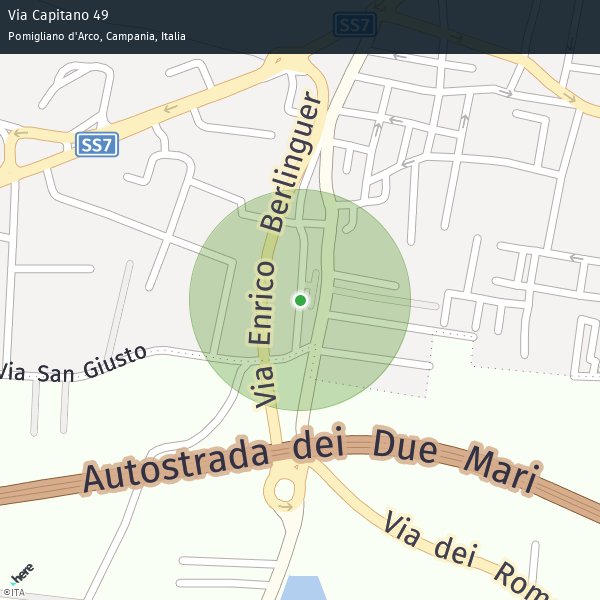 Via Capitano 49
Pomigliano d'Arco, Campania, Italia
SS7
SS7
Via Enrico Berlinguer
Via San Giusto
Autostrada dei Due Mari
Via dei Rom
here
©ITA